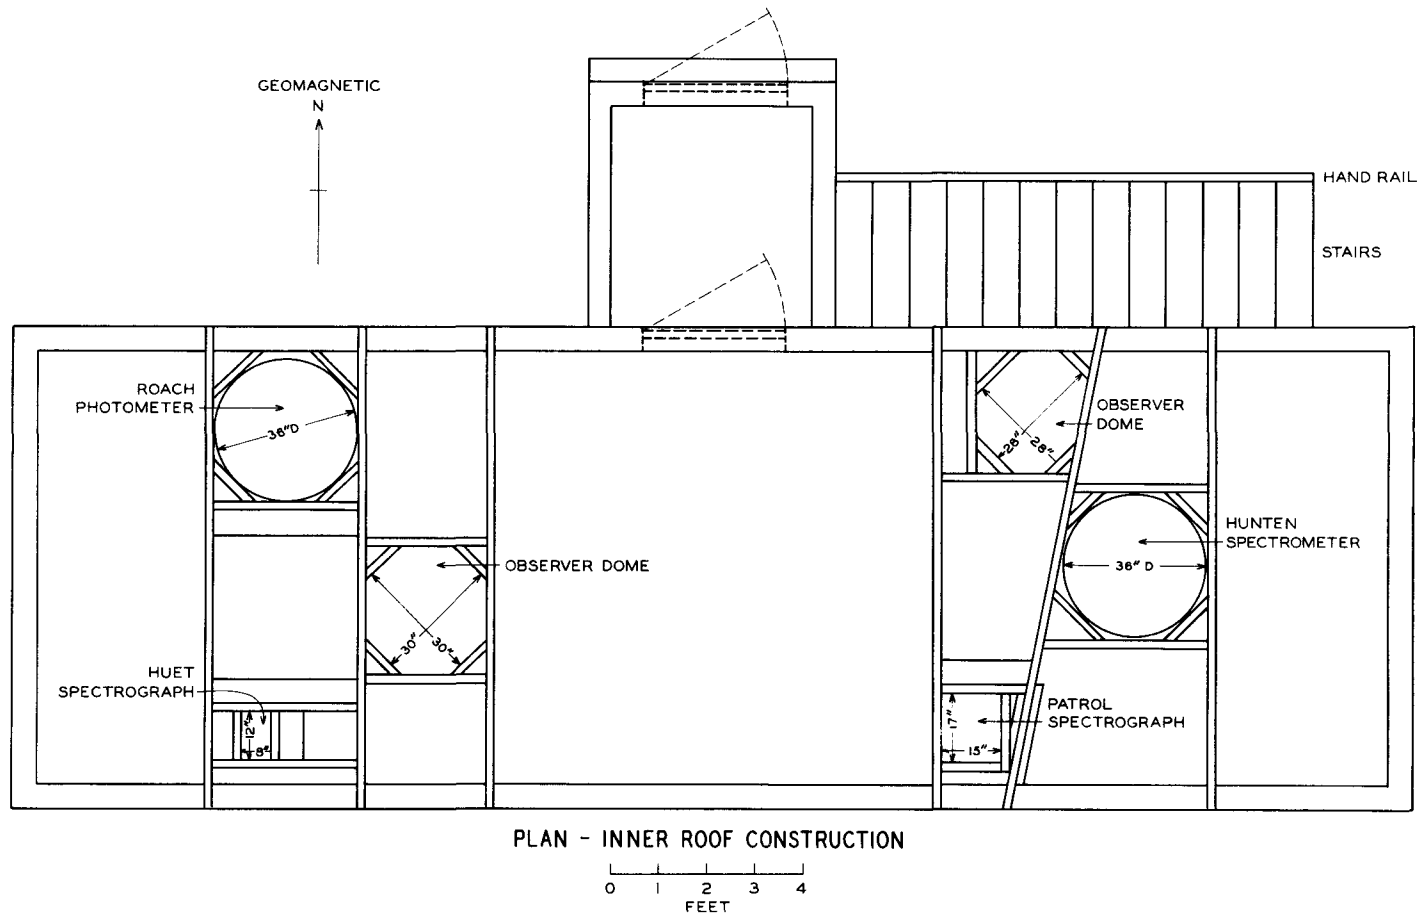 GEOMAGNETIC
N
HAND RAIL
STAIRS
ROACH
PHOTOMETER
36"D
OBSERVER
DOME
28"
28"
HUNTEN
SPECTROMETER
36" D
OBSERVER DOME
30"
30"
HUET
SPECTROGRAPH
12"
8"
PATROL
SPECTROGRAPH
17"
15"
PLAN - INNER ROOF CONSTRUCTION
0 1 2 3 4
FEET